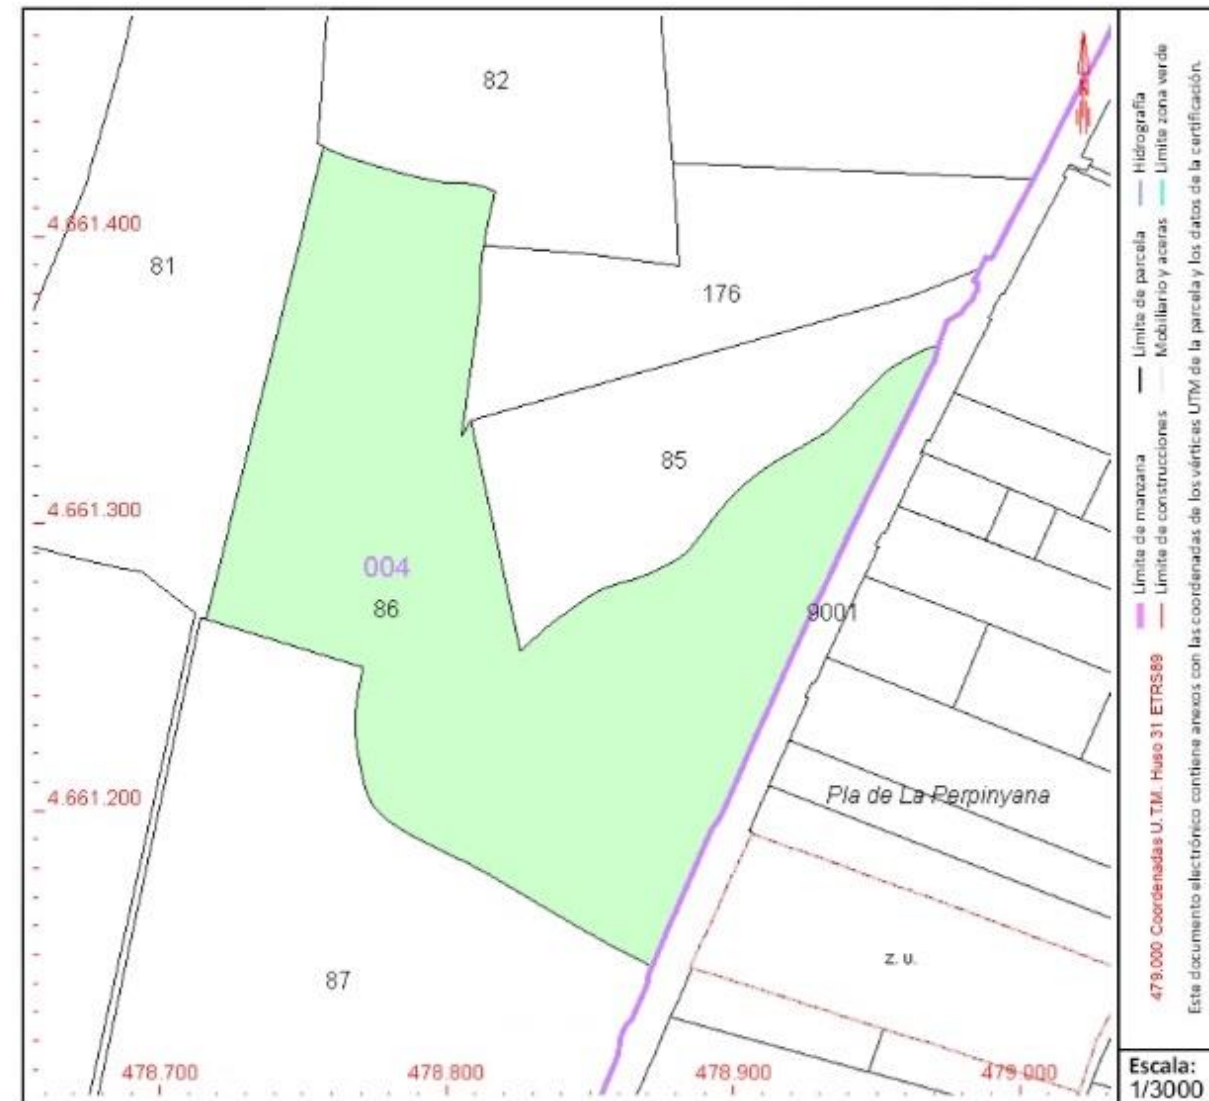 82
4.661.400
81
176
85
4.661.300
004
86
9001
4.661.200
Pla de La Perpinyana
z. u.
87
478.700
478.800
478.900
479.000
479.000 Coordenadas U.T.M. Huso 31 ETRS89
Límite de manzana
Límite de parcela
Hidrografía
Límite de construcciones
Mobiliario y aceras
Límite zona verde
Este documento electrónico contiene anexos con las coordenadas de los vértices UTM de la parcela y los datos de la certificación.
Escala:
1/3000